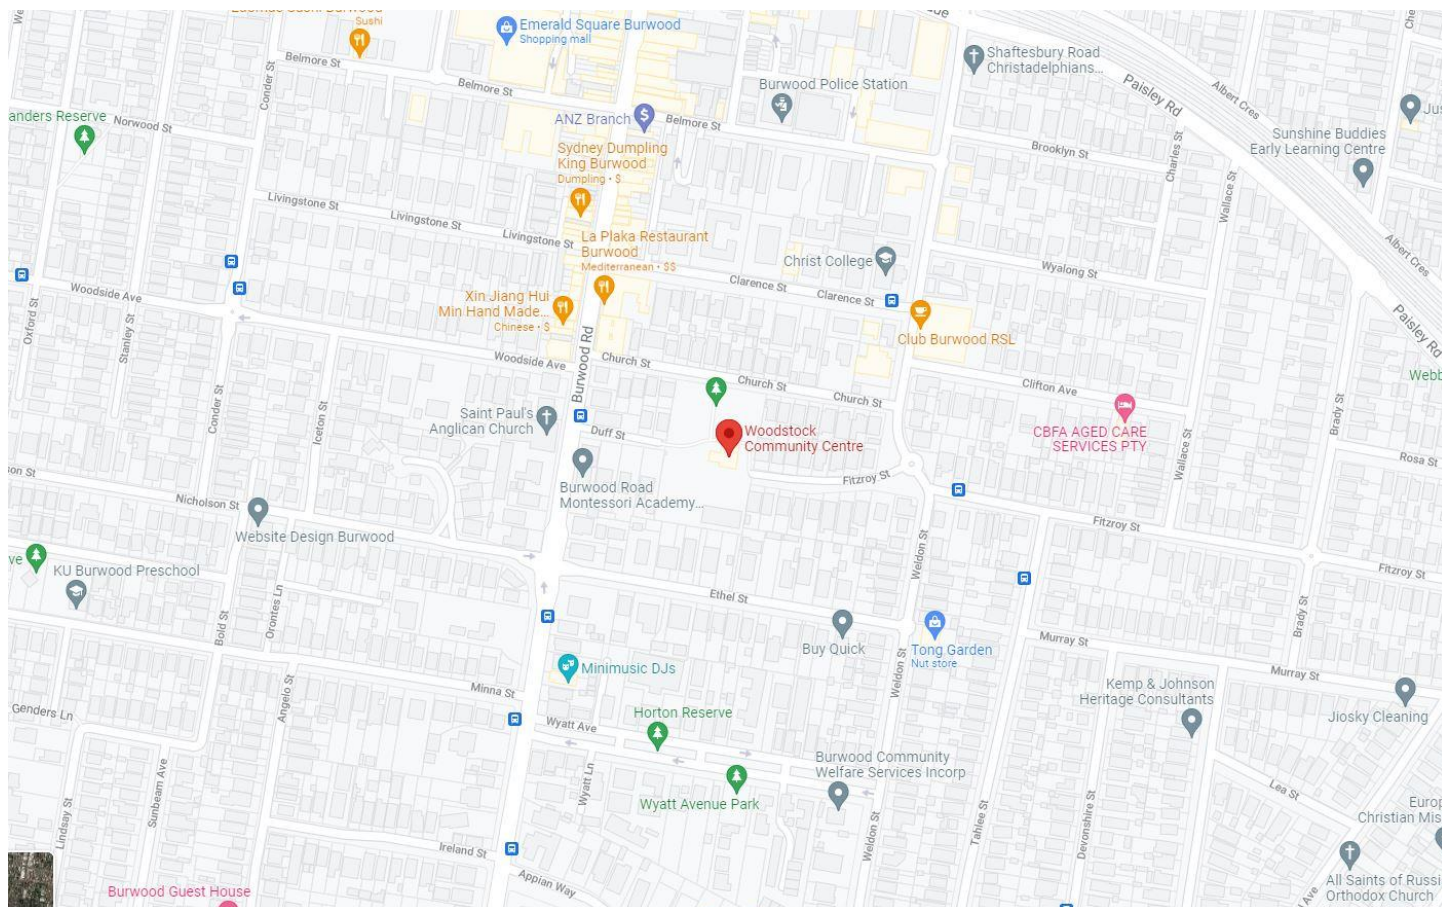 Sushi
Emerald Square Burwood
Shopping mall
Shaftesbury Road
Christadelphians...
Belmore St
Conder St
Belmore St
Burwood Police Station
Paisley Rd
Albert Cres
anders Reserve
Norwood St
ANZ Branch
Belmore St
Sunshine Buddies
Early Learning Centre
Brooklyn St
Charles St
Sydney Dumpling
King Burwood
Dumpling • $
Wallace St
Livingstone St
Livingstone St
Livingstone St
La Plaka Restaurant
Burwood
Mediterranean • $$
Christ College
Wyalong St
Albert Cres
Clarence St
Clarence St
Woodside Ave
Oxford St
Stanley St
Xin Jiang Hui
Min Hand Made...
Chinese • $
Club Burwood RSL
Paisley Rd
Woodside Ave
Burwood Rd
Church St
Church St
Church St
Clifton Ave
Conder St
Iceton St
Saint Paul's
Anglican Church
Duff St
Woodstock
Community Centre
CBFA AGED CARE
SERVICES PTY
Brady St
Wallace St
Rosa St
Burwood Road
Montessori Academy...
Fitzroy St
Nicholson St
Website Design Burwood
Fitzroy St
Weldon St
Fitzroy St
KU Burwood Preschool
Bold St
Orontes Ln
Ethel St
Buy Quick
Tong Garden
Nut store
Murray St
Brady St
Murray St
Minimusic DJs
Minna St
Weldon St
Kemp & Johnson
Heritage Consultants
Jiosky Cleaning
Genders Ln
Angelo St
Horton Reserve
Wyatt Ave
Wyatt Ln
Burwood Community
Welfare Services Incorp
Wyatt Avenue Park
Lea St
Lindsay St
Sunbeam Ave
Ireland St
Appian Way
Weldon St
Tahlee St
Devonshire St
Christian Mis
All Saints of Russi
Orthodox Church
Burwood Guest House